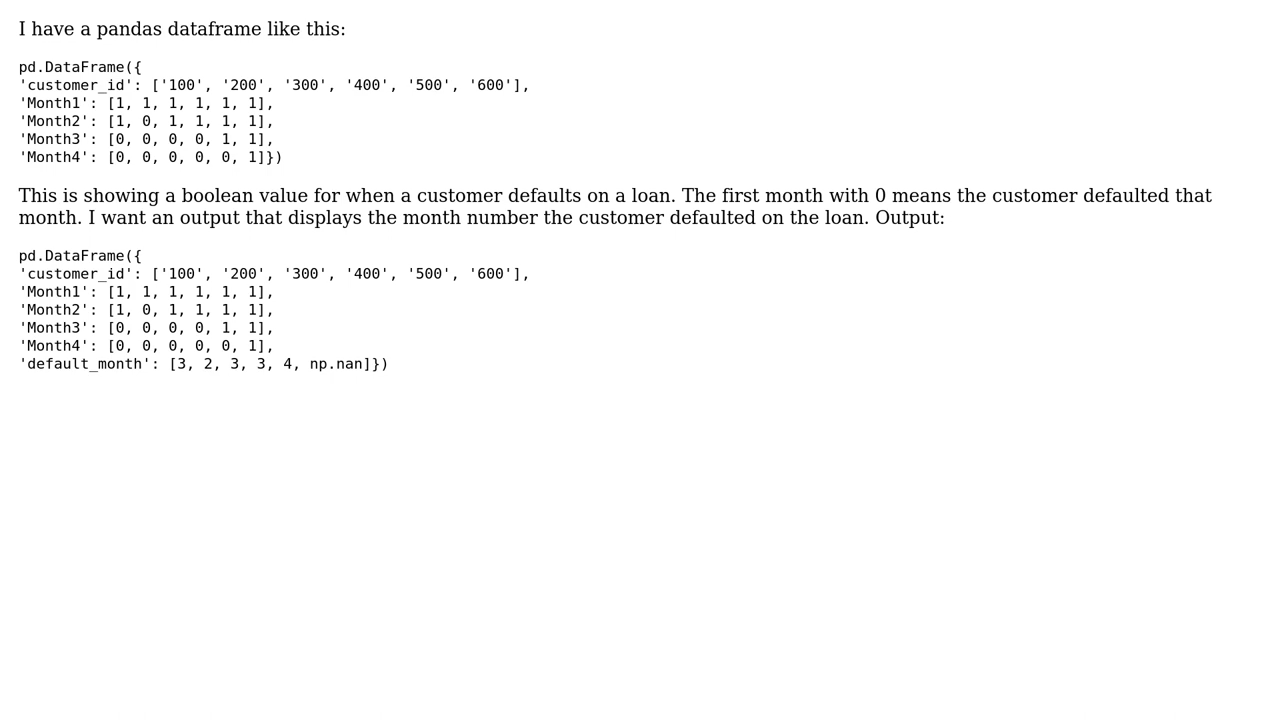 I have a pandas dataframe like this:
pd.DataFrame({
'customer_id': ['100', '200', '300', '400', '500', '600'],
'Month1': [1, 1, 1, 1, 1, 1],
'Month2': [1, 0, 1, 1, 1, 1],
'Month3': [0, 0, 0, 0, 1, 1],
'Month4': [0, 0, 0, 0, 0, 1]})
This is showing a boolean value for when a customer defaults on a loan. The first month with 0 means the customer defaulted that
month. I want an output that displays the month number the customer defaulted on the loan. Output:
pd.DataFrame({
'customer_id': ['100', '200', '300', '400', '500', '600'],
'Month1': [1, 1, 1, 1, 1, 1],
'Month2': [1, 0, 1, 1, 1, 1],
'Month3': [0, 0, 0, 0, 1, 1],
'Month4': [0, 0, 0, 0, 0, 1],
'default_month': [3, 2, 3, 3, 4, np.nan]})